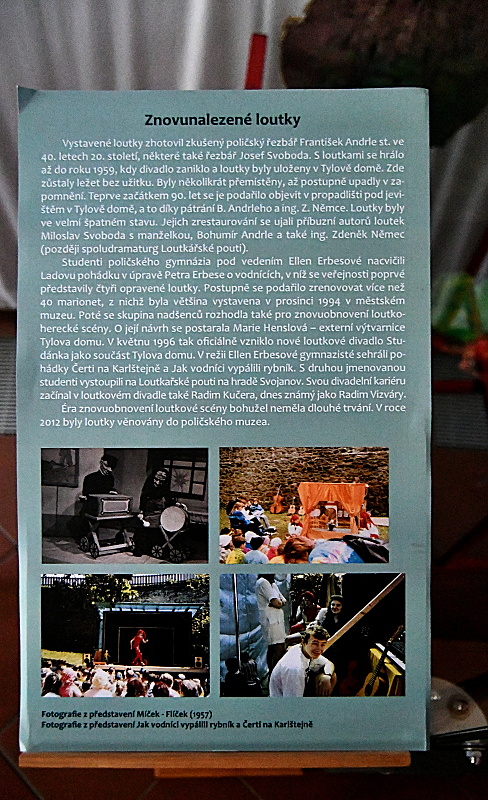 Znovunalezené loutky
Vystavené loutky zhotovil zkušený poličský řezbář František Andrle st. ve
40. letech 20. století, některé také řezbář Josef Svoboda. S loutkami se hrálo
až do roku 1959, kdy divadlo zaniklo a loutky byly uloženy v Tylově domě. Zde
zůstaly ležet bez užitku. Byly několikrát přemístěny, až postupně upadly v za-
pomnění. Teprve začátkem 90. let je se podařilo objevit v propadlišti pod jevi-
štěm v Tylově domě, a to díky pátrání B. Andrleho a ing. Z. Němce. Loutky byly
ve velmi špatném stavu. Jejich zrestaurování se ujali příbuzní autorů loutek
Miloslav Svoboda s manželkou, Bohumír Andrle a také ing. Zdeněk Němec
(později spoludramaturg Loutkářské pouti).
Studenti poličského gymnázia pod vedením Ellen Erbesové nacvičili
Ladovu pohádku v úpravě Petra Erbese o vodnících, v níž se veřejnosti poprvé
představily čtyři opravené loutky. Postupně se podařilo zrenovovat více než
40 marionet, z nichž byla většina vystavena v prosinci 1994 v městském
muzeu. Poté se skupina nadšenců rozhodla také pro znovuobnovení loutko-
herecké scény. O její návrh se postarala Marie Henslová – externí výtvarnice
Tylova domu. V květnu 1996 tak oficiálně vzniklo nové loutkové divadlo Stu-
dánka jako součást Tylova domu. V režii Ellen Erbesové gymnazisté sehráli po-
hádky Čerti na Karlštejně a Jak vodníci vypálili rybník. S druhou jmenovanou
studenti vystoupili na Loutkařské pouti na hradě Svojanov. Svou divadelní kariéru
začínal v loutkovém divadle také Radim Kučera, dnes známý jako Radim Vizváry.
Éra znovuobnovení loutkové scény bohužel neměla dlouhé trvání. V roce
2012 byly loutky věnovány do poličského muzea.
Fotografie z představení Míček - Flíček (1957)
Fotografie z představení Jak vodníci vypálili rybník a Čerti na Karlštejně